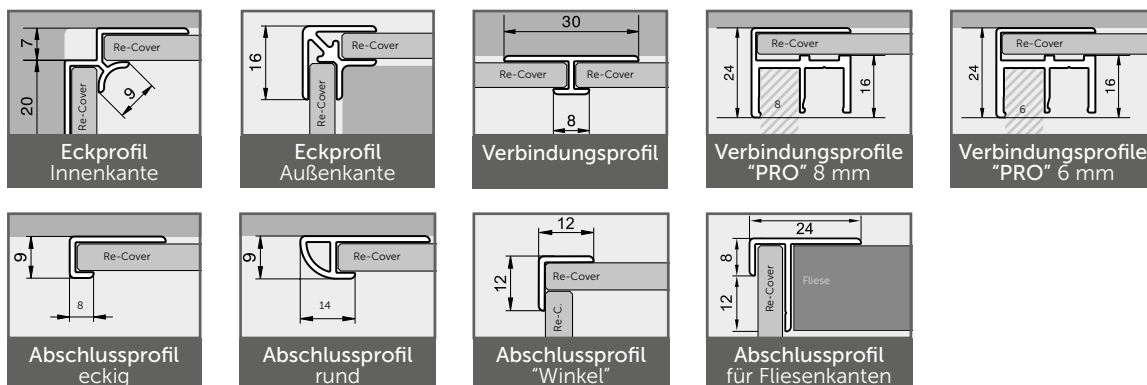 7
20
9
Re-Cover
Re-Cover
Eckprofil
Innenkante
16
Re-Cover
Re-Cover
Eckprofil
Außenkante
30
Re-Cover
Re-Cover
8
Verbindungsprofil
24
Re-Cover
16
8
Verbindungsprofile
“PRO” 8 mm
24
Re-Cover
16
6
Verbindungsprofile
“PRO” 6 mm
9
Re-Cover
8
Abschlussprofil
eckig
9
Re-Cover
14
Abschlussprofil
rund
12
12
Re-Cover
Re-C.
Abschlussprofil
“Winkel”
24
8
12
Re-Cover
Fliese
Abschlussprofil
für Fliesenkanten